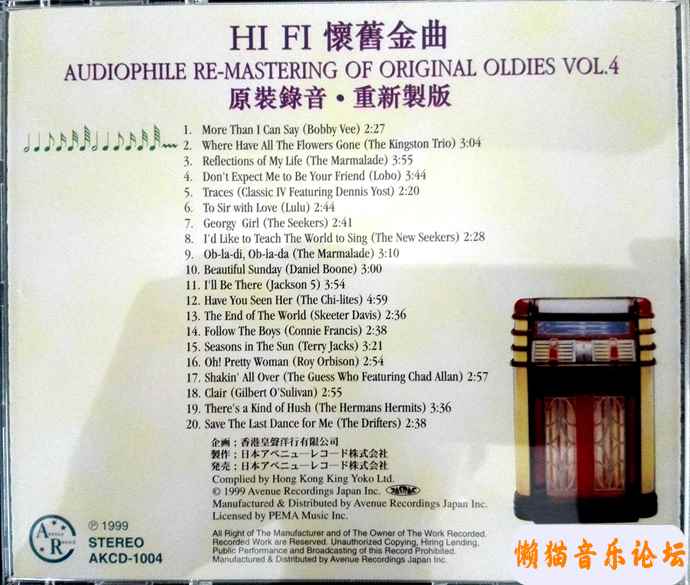 HI FI 懷舊金曲
AUDIOPHILE RE-MASTERING OF ORIGINAL OLDIES VOL.4
原裝錄音・重新製版
1. More Than I Can Say (Bobby Vee) 2:27
2. Where Have All The Flowers Gone (The Kingston Trio) 3:04
3. Reflections of My Life (The Marmalade) 3:55
4. Don't Expect Me to Be Your Friend (Lobo) 3:44
5. Traces (Classic IV Featuring Dennis Yost) 2:20
6. To Sir with Love (Lulu) 2:44
7. Georgy Girl (The Seekers) 2:41
8. I'd Like to Teach The World to Sing (The New Seekers) 2:28
9. Ob-la-di, Ob-la-da (The Marmalade) 3:10
10. Beautiful Sunday (Daniel Boone) 3:00
11. I'll Be There (Jackson 5) 3:54
12. Have You Seen Her (The Chi-lites) 4:59
13. The End of The World (Skeeter Davis) 2:36
14. Follow The Boys (Connie Francis) 2:38
15. Seasons in The Sun (Terry Jacks) 3:21
16. Oh! Pretty Woman (Roy Orbison) 2:54
17. Shakin' All Over (The Guess Who Featuring Chad Allan) 2:57
18. Clair (Gilbert O'Sulivan) 2:55
19. There's a Kind of Hush (The Hermans Hermits) 3:36
20. Save The Last Dance for Me (The Drifters) 2:38
企画；香港皇聲洋行有限公司
製作；日本アベニューレコード株式会社
発売；日本アベニューレコード株式会社
Complied by Hong Kong King Yoko Ltd.
© 1999 Avenue Recordings Japan Inc.
Manufactured & Distributed by Avenue Recordings Japan Inc.
Licensed by PEMA Music Inc.
All Right of The Manufacturer and of The Owner of The Work Recorded.
Recorded Work are Reserved. Unauthorized Copying, Hiring Lending,
Public Performance and Broadcasting of this Record Prohibited.
Manufactured & Distributed by Avenue Recordings Japan Inc.
℗ 1999
STEREO
AKCD-1004
懒猫音乐论坛